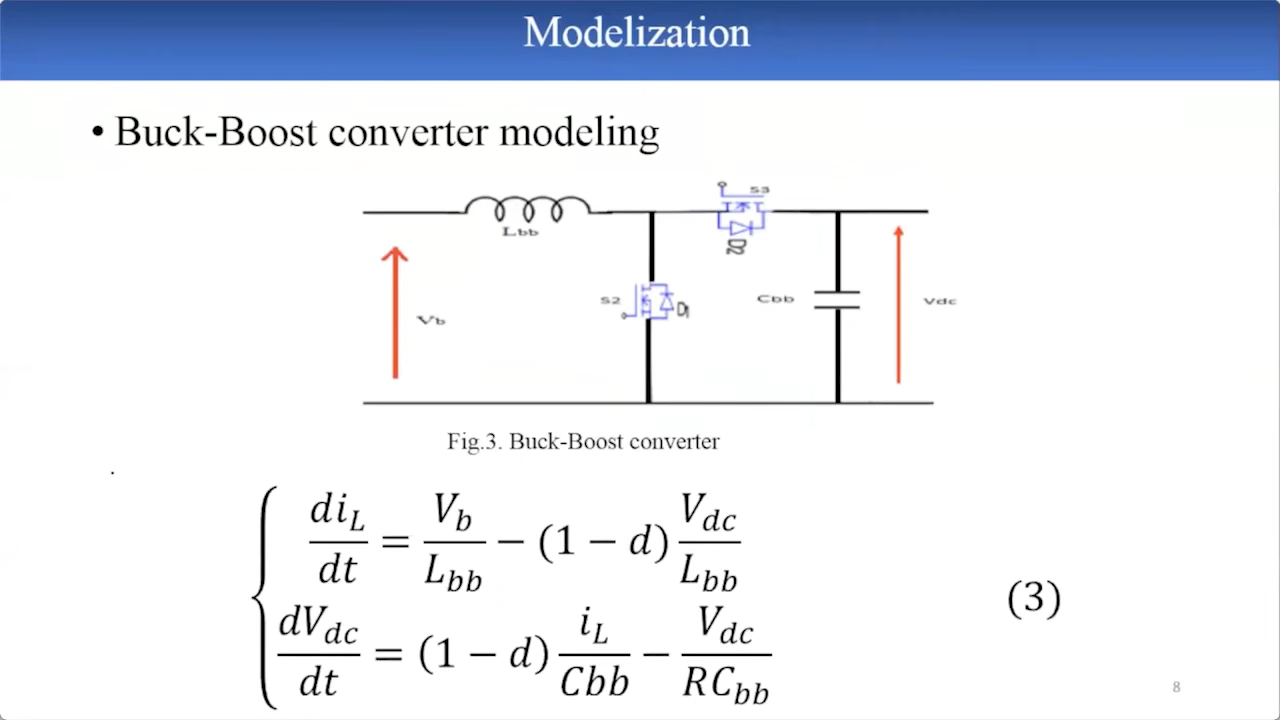 Modelization
• Buck-Boost converter modeling
S3
Lbb
D2
S2
D1
Cbb
Vdc
Vb
Fig.3. Buck-Boost converter
.
di_L/dt = V_b/L_bb − (1 − d) V_dc/L_bb
dV_dc/dt = (1 − d) i_L/Cbb − V_dc/RC_bb
(3)
8